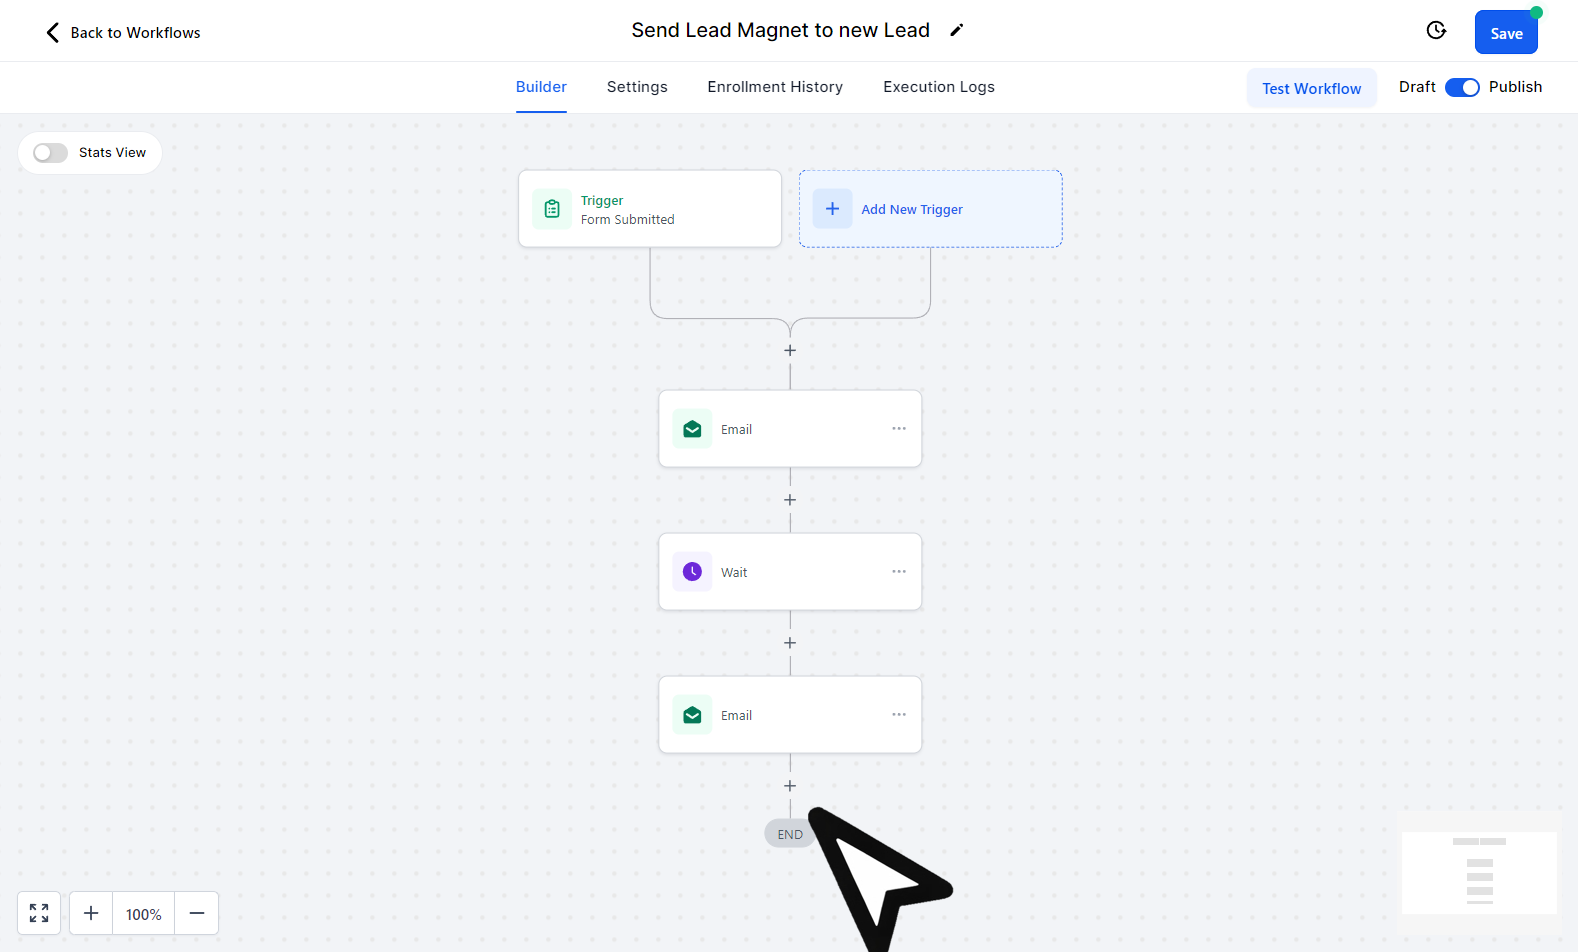 Back to Workflows
Send Lead Magnet to new Lead
Save
Builder
Settings
Enrollment History
Execution Logs
Test Workflow
Draft
Publish
Stats View
Trigger
Form Submitted
Add New Trigger
Email
Wait
Email
END
100%